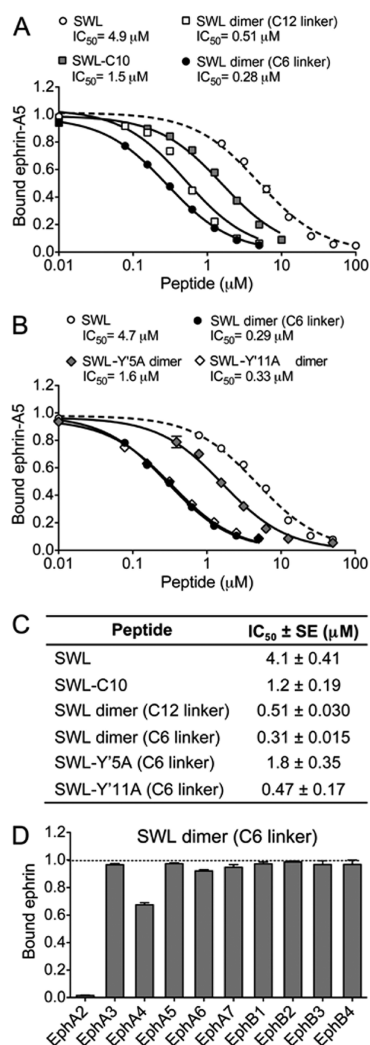 A
SWL
IC50= 4.9 µM
SWL dimer (C12 linker)
IC50= 0.51 µM
SWL-C10
IC50= 1.5 µM
SWL dimer (C6 linker)
IC50= 0.28 µM
Bound ephrin-A5
1.2
1.0
0.8
0.6
0.4
0.2
0.0
0.01 0.1 1 10 100
Peptide (µM)
B
SWL
IC50= 4.7 µM
SWL dimer (C6 linker)
IC50= 0.29 µM
SWL-Y'5A dimer
IC50= 1.6 µM
SWL-Y'11A dimer
IC50= 0.33 µM
Bound ephrin-A5
1.2
1.0
0.8
0.6
0.4
0.2
0.0
0.01 0.1 1 10 100
Peptide (µM)
C
Peptide IC50 ± SE (µM)
SWL 4.1 ± 0.41
SWL-C10 1.2 ± 0.19
SWL dimer (C12 linker) 0.51 ± 0.030
SWL dimer (C6 linker) 0.31 ± 0.015
SWL-Y'5A (C6 linker) 1.8 ± 0.35
SWL-Y'11A (C6 linker) 0.47 ± 0.17
D
SWL dimer (C6 linker)
Bound ephrin
1.2
1.0
0.8
0.6
0.4
0.2
0.0
EphA2
EphA3
EphA4
EphA5
EphA6
EphA7
EphB1
EphB2
EphB3
EphB4